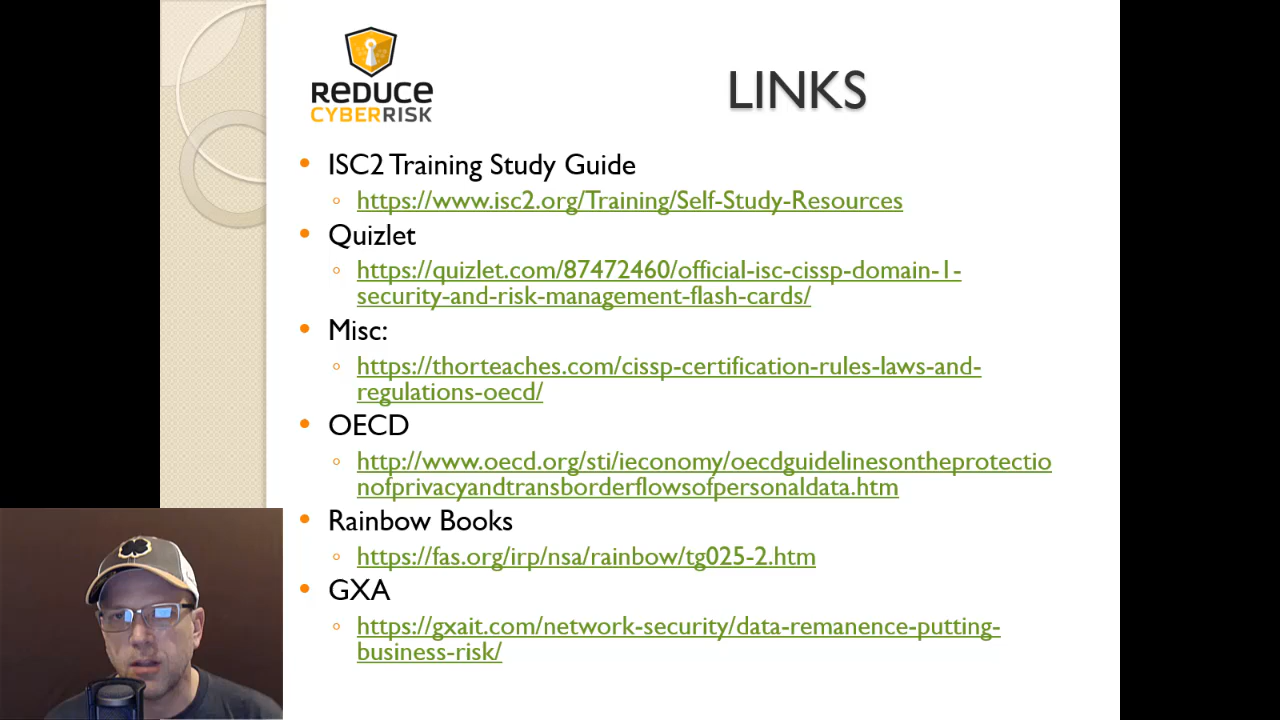 REDUCE
CYBERRISK
LINKS
• ISC2 Training Study Guide
◦ https://www.isc2.org/Training/Self-Study-Resources
• Quizlet
◦ https://quizlet.com/87472460/official-isc-cissp-domain-1-
security-and-risk-management-flash-cards/
• Misc:
◦ https://thorteaches.com/cissp-certification-rules-laws-and-
regulations-oecd/
• OECD
◦ http://www.oecd.org/sti/ieconomy/oecdguidelinesontheprotectio
nofprivacyandtransborderflowsofpersonaldata.htm
• Rainbow Books
◦ https://fas.org/irp/nsa/rainbow/tg025-2.htm
• GXA
◦ https://gxait.com/network-security/data-remanence-putting-
business-risk/